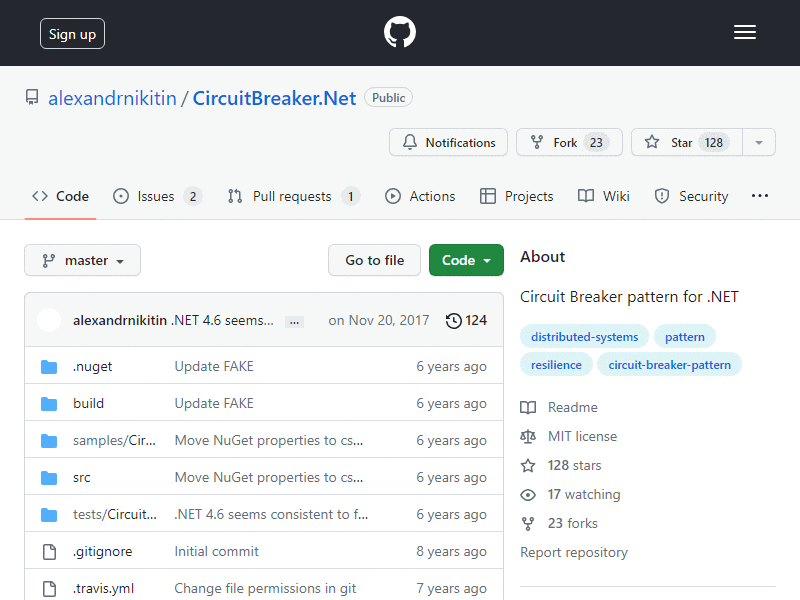 Sign up
alexandrnikitin / CircuitBreaker.Net Public
Notifications Fork 23 Star 128
Code Issues 2 Pull requests 1 Actions Projects Wiki Security ...
master Go to file Code
alexandrnikitin .NET 4.6 seems... ... on Nov 20, 2017 124
.nuget Update FAKE 6 years ago
build Update FAKE 6 years ago
samples/Cir... Move NuGet properties to cs... 6 years ago
src Move NuGet properties to cs... 6 years ago
tests/Circuit... .NET 4.6 seems consistent to f... 6 years ago
.gitignore Initial commit 8 years ago
.travis.yml Change file permissions in git 7 years ago
About
Circuit Breaker pattern for .NET
distributed-systems pattern
resilience circuit-breaker-pattern
Readme
MIT license
128 stars
17 watching
23 forks
Report repository